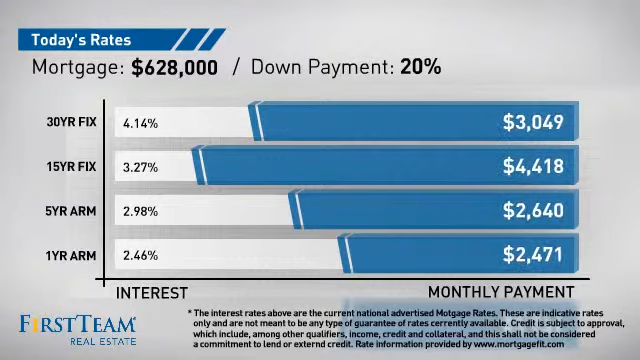 Today's Rates
Mortgage: $628,000 / Down Payment: 20%
30YR FIX 4.14% $3,049
15YR FIX 3.27% $4,418
5YR ARM 2.98% $2,640
1YR ARM 2.46% $2,471
INTEREST MONTHLY PAYMENT
* The interest rates above are the current national advertised Motgage Rates. These are indicative rates
only and are not meant to be any type of guarantee of rates cerrently available. Credit is subject to approval,
which include, among other qualifiers, income, credit and collateral, and this shall not be considered
a commitment to lend or externd credit. Rate information provided by www.mortgagefit.com
FIRSTTEAM®
REAL ESTATE